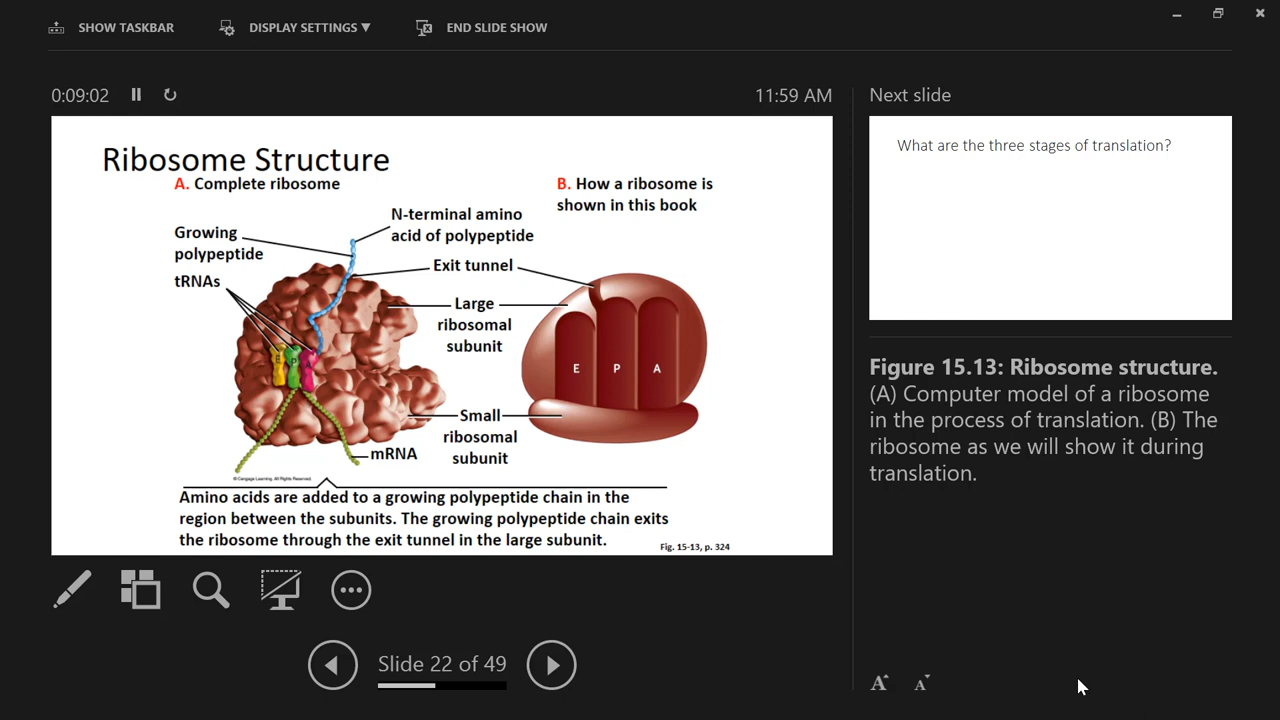 SHOW TASKBAR
DISPLAY SETTINGS ▼
END SLIDE SHOW
0:09:02
11:59 AM
Ribosome Structure
A. Complete ribosome
B. How a ribosome is
shown in this book
N-terminal amino
acid of polypeptide
Growing
polypeptide
tRNAs
Exit tunnel
Large
ribosomal
subunit
E P
E P A
Small
ribosomal
subunit
mRNA
© Cengage Learning. All Rights Reserved.
Amino acids are added to a growing polypeptide chain in the
region between the subunits. The growing polypeptide chain exits
the ribosome through the exit tunnel in the large subunit.
Fig. 15-13, p. 324
Slide 22 of 49
Next slide
What are the three stages of translation?
Figure 15.13: Ribosome structure.
(A) Computer model of a ribosome
in the process of translation. (B) The
ribosome as we will show it during
translation.
A A